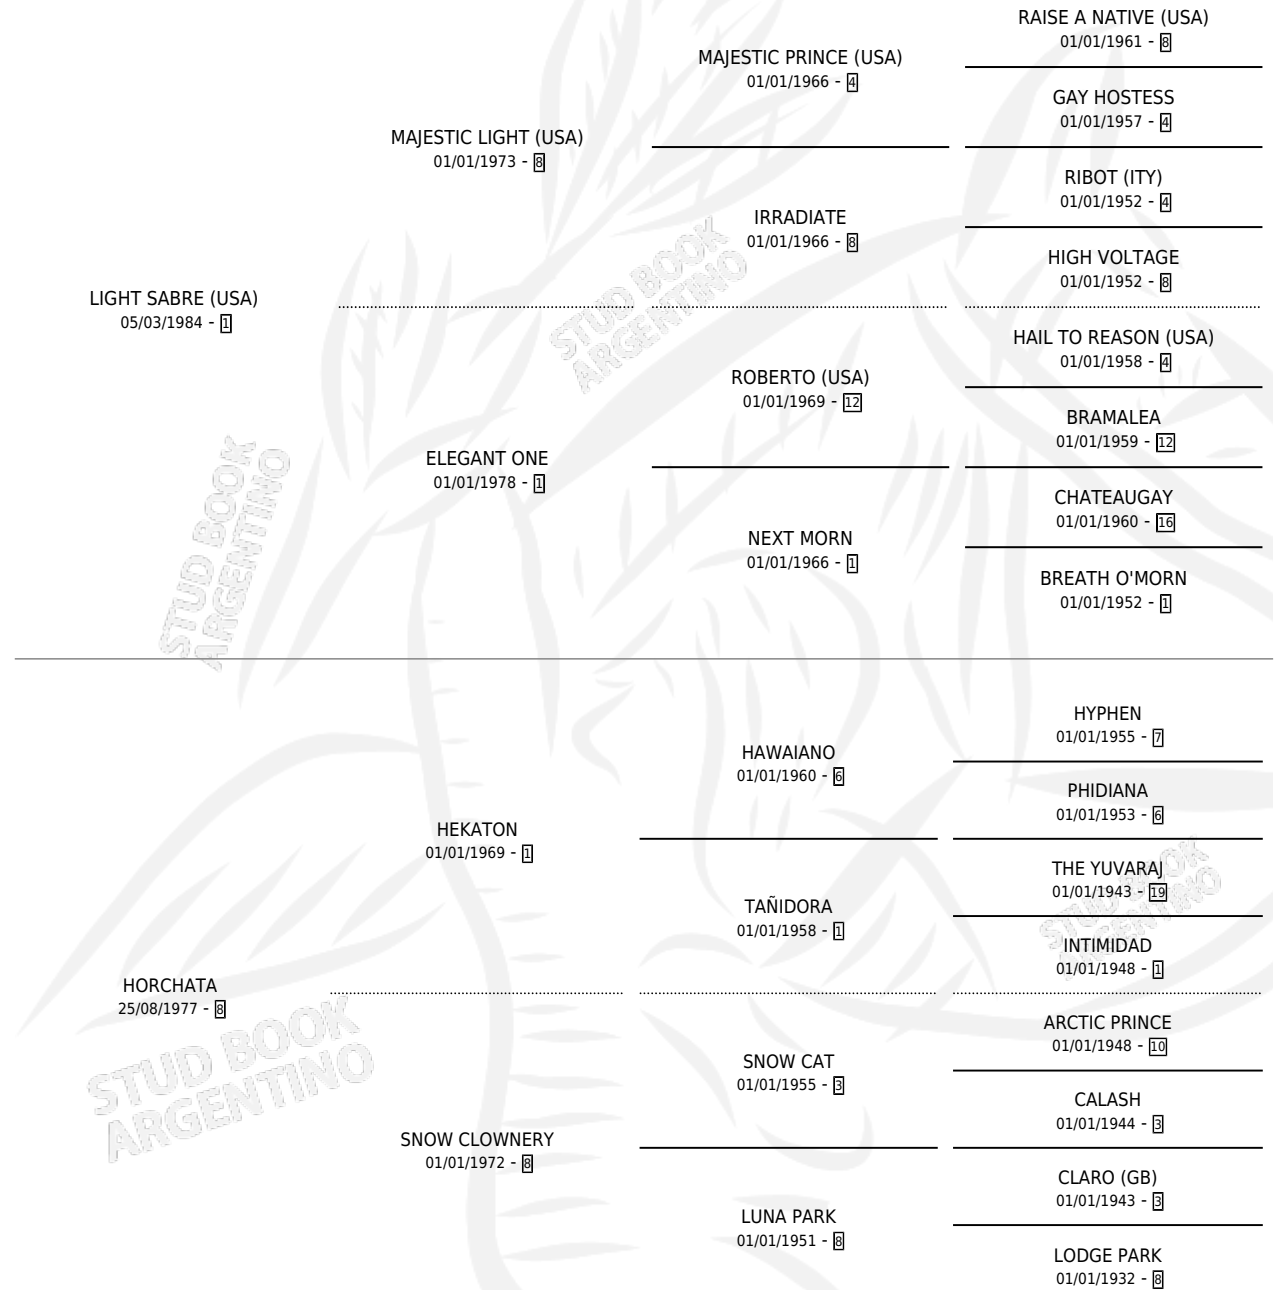 RAISE A NATIVE (USA)
01/01/1961 - 8
MAJESTIC PRINCE (USA)
01/01/1966 - 4
GAY HOSTESS
01/01/1957 - 4
MAJESTIC LIGHT (USA)
01/01/1973 - 8
RIBOT (ITY)
01/01/1952 - 4
IRRADIATE
01/01/1966 - 8
HIGH VOLTAGE
01/01/1952 - 8
LIGHT SABRE (USA)
05/03/1984 - 1
HAIL TO REASON (USA)
01/01/1958 - 4
ROBERTO (USA)
01/01/1969 - 12
BRAMALEA
01/01/1959 - 12
ELEGANT ONE
01/01/1978 - 1
CHATEAUGAY
01/01/1960 - 16
NEXT MORN
01/01/1966 - 1
BREATH O'MORN
01/01/1952 - 1
HYPHEN
01/01/1955 - 7
HAWAIANO
01/01/1960 - 6
PHIDIANA
01/01/1953 - 6
HEKATON
01/01/1969 - 1
THE YUVARAJ
01/01/1943 - 19
TAÑIDORA
01/01/1958 - 1
INTIMIDAD
01/01/1948 - 1
HORCHATA
25/08/1977 - 8
ARCTIC PRINCE
01/01/1948 - 10
SNOW CAT
01/01/1955 - 3
CALASH
01/01/1944 - 3
SNOW CLOWNERY
01/01/1972 - 8
CLARO (GB)
01/01/1943 - 3
LUNA PARK
01/01/1951 - 8
LODGE PARK
01/01/1932 - 8
STUD BOOK
ARGENTINO
STUD BOOK
ARGENTINO
STUD BOOK
ARGENTINO
STUD BOOK
ARGENTINO